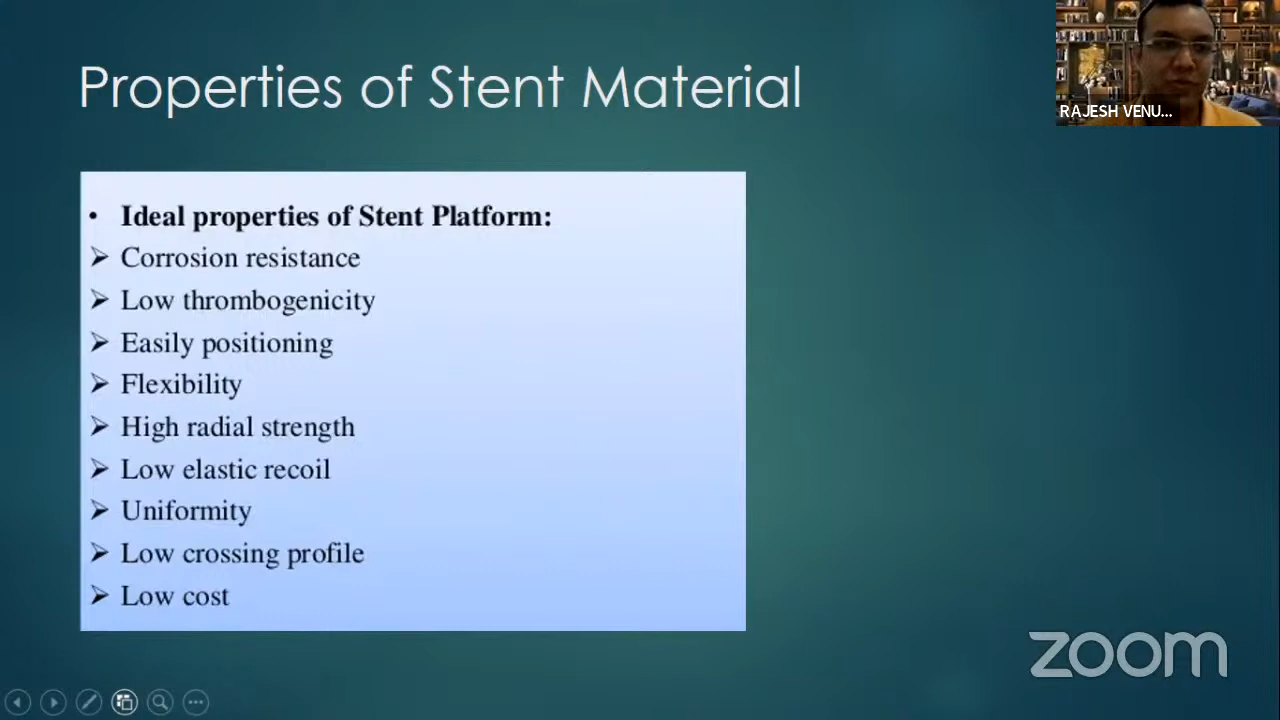 Properties of Stent Material
RAJESH VENU...
• Ideal properties of Stent Platform:
➢ Corrosion resistance
➢ Low thrombogenicity
➢ Easily positioning
➢ Flexibility
➢ High radial strength
➢ Low elastic recoil
➢ Uniformity
➢ Low crossing profile
➢ Low cost
zoom